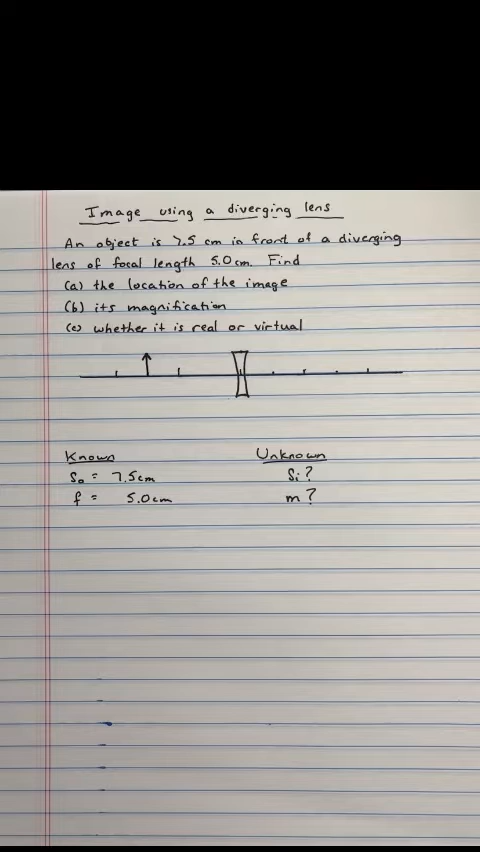 Image using a diverging lens
An object is 7.5 cm in front of a diverging
lens of focal length 5.0cm. Find
(a) the location of the image
(b) its magnification
(c) whether it is real or virtual
Known Unknown
So = 7.5cm Si?
f = 5.0cm m?